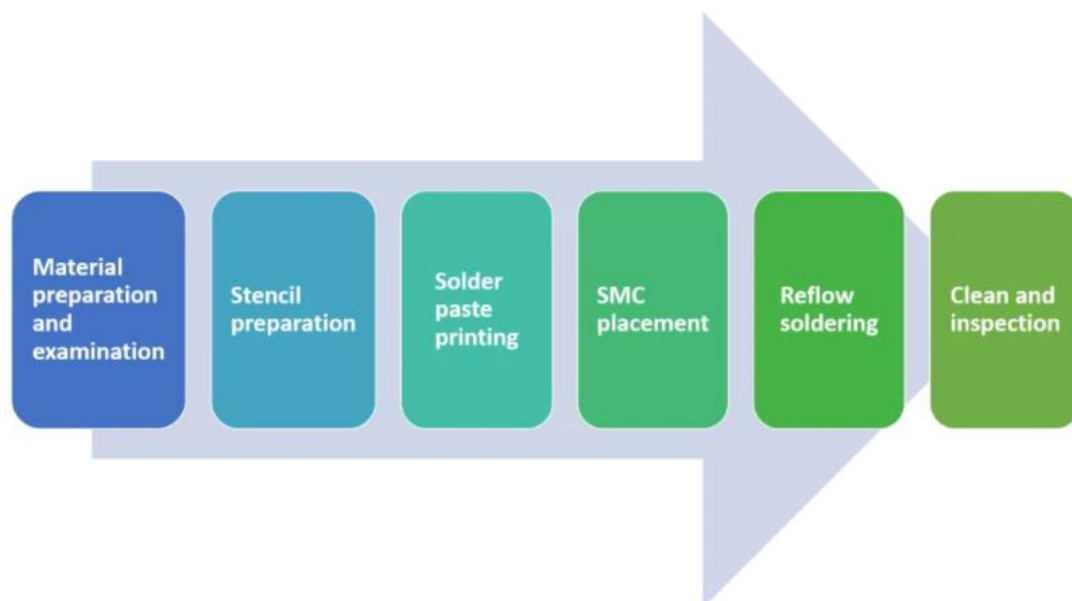 Material
preparation
and
examination
Stencil
preparation
Solder
paste
printing
SMC
placement
Reflow
soldering
Clean and
inspection